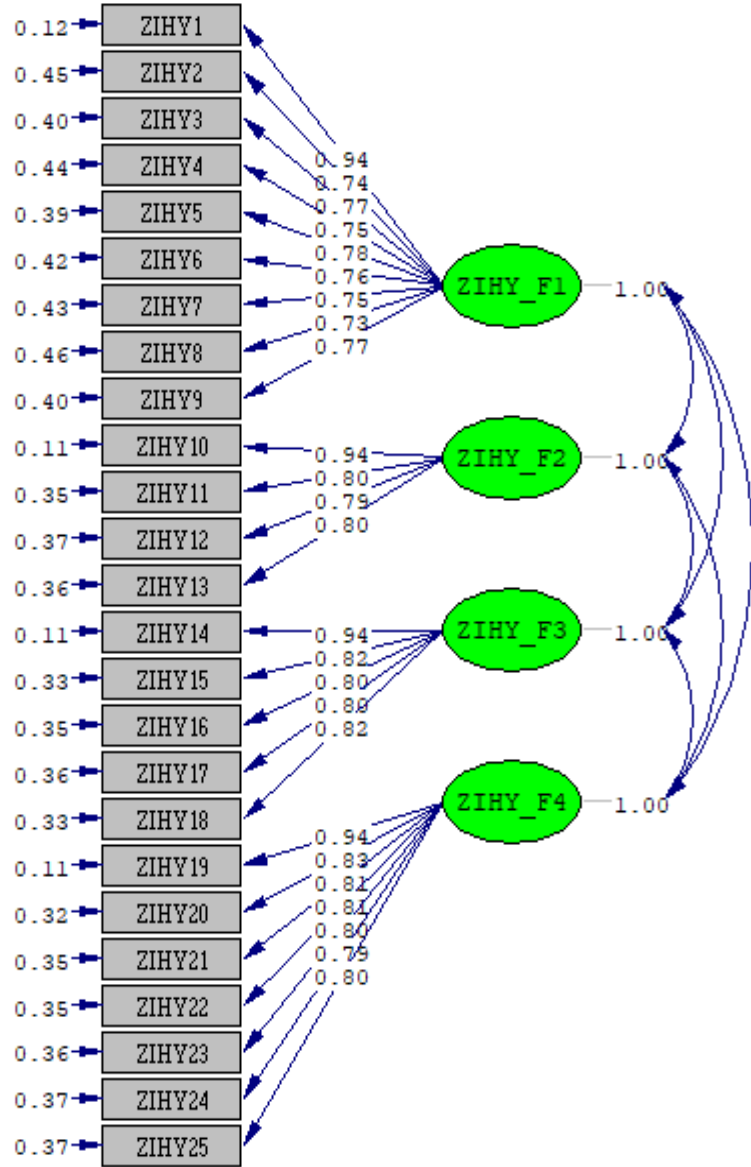 0.12 ZIHY1
0.45 ZIHY2
0.40 ZIHY3
0.44 ZIHY4
0.39 ZIHY5
0.42 ZIHY6
0.43 ZIHY7
0.46 ZIHY8
0.40 ZIHY9
0.11 ZIHY10
0.35 ZIHY11
0.37 ZIHY12
0.36 ZIHY13
0.11 ZIHY14
0.33 ZIHY15
0.35 ZIHY16
0.36 ZIHY17
0.33 ZIHY18
0.11 ZIHY19
0.32 ZIHY20
0.35 ZIHY21
0.35 ZIHY22
0.36 ZIHY23
0.37 ZIHY24
0.37 ZIHY25
0.94
0.74
0.77
0.75
0.78
0.76
0.75
0.73
0.77
0.94
0.80
0.79
0.80
0.94
0.82
0.80
0.80
0.82
0.94
0.83
0.81
0.81
0.80
0.79
0.80
ZIHY_F1 1.00
ZIHY_F2 1.00
ZIHY_F3 1.00
ZIHY_F4 1.00